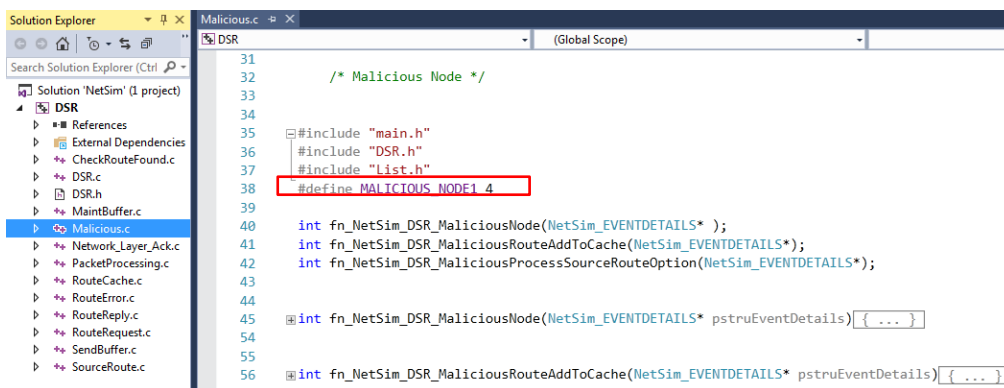 Solution Explorer
Search Solution Explorer (Ctrl
Solution 'NetSim' (1 project)
DSR
References
External Dependencies
CheckRouteFound.c
DSR.c
DSR.h
MaintBuffer.c
Malicious.c
Network_Layer_Ack.c
PacketProcessing.c
RouteCache.c
RouteError.c
RouteReply.c
RouteRequest.c
SendBuffer.c
SourceRoute.c
Malicious.c
DSR (Global Scope)
31
32 /* Malicious Node */
33
34
35 #include "main.h"
36 #include "DSR.h"
37 #include "List.h"
38 #define MALICIOUS_NODE1 4
39
40 int fn_NetSim_DSR_MaliciousNode(NetSim_EVENTDETAILS* );
41 int fn_NetSim_DSR_MaliciousRouteAddToCache(NetSim_EVENTDETAILS*);
42 int fn_NetSim_DSR_MaliciousProcessSourceRouteOption(NetSim_EVENTDETAILS*);
43
44
45 int fn_NetSim_DSR_MaliciousNode(NetSim_EVENTDETAILS* pstruEventDetails){ ... }
54
55
56 int fn_NetSim_DSR_MaliciousRouteAddToCache(NetSim_EVENTDETAILS* pstruEventDetails){ ... }